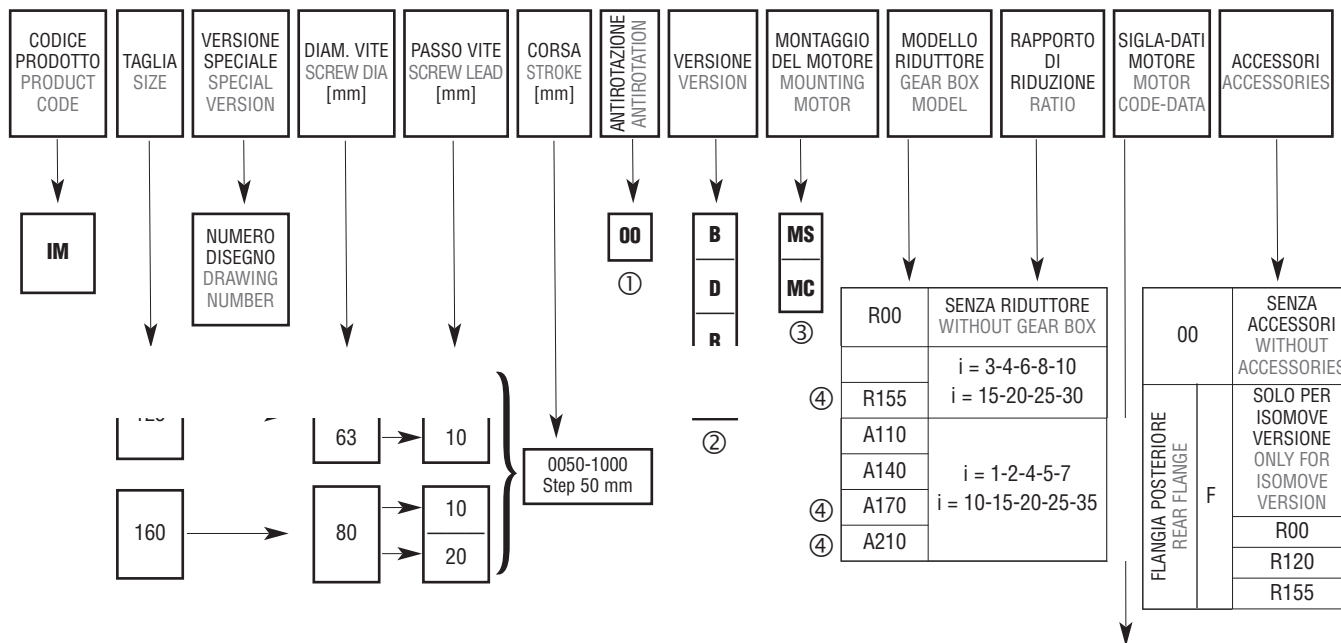 CODICE
PRODOTTO
PRODUCT
CODE
TAGLIA
SIZE
VERSIONE
SPECIALE
SPECIAL
VERSION
DIAM. VITE
SCREW DIA
[mm]
PASSO VITE
SCREW LEAD
[mm]
CORSA
STROKE
[mm]
ANTIROTAZIONE
ANTIROTATION
VERSIONE
VERSION
MONTAGGIO
DEL MOTORE
MOUNTING
MOTOR
MODELLO
RIDUTTORE
GEAR BOX
MODEL
RAPPORTO
DI
RIDUZIONE
RATIO
SIGLA-DATI
MOTORE
MOTOR
CODE-DATA
ACCESSORI
ACCESSORIES
IM
NUMERO
DISEGNO
DRAWING
NUMBER
00
①
B
D
②
MS
MC
③
63
10
160
80
10
20
0050-1000
Step 50 mm
R00
SENZA RIDUTTORE
WITHOUT GEAR BOX
i = 3-4-6-8-10
④ R155
i = 15-20-25-30
A110
A140
i = 1-2-4-5-7
④ A170
i = 10-15-20-25-35
④ A210
00
SENZA
ACCESSORI
WITHOUT
ACCESSORIES
FLANGIA POSTERIORE
REAR FLANGE
F
SOLO PER
ISOMOVE
VERSIONE
ONLY FOR
ISOMOVE
VERSION
R00
R120
R155